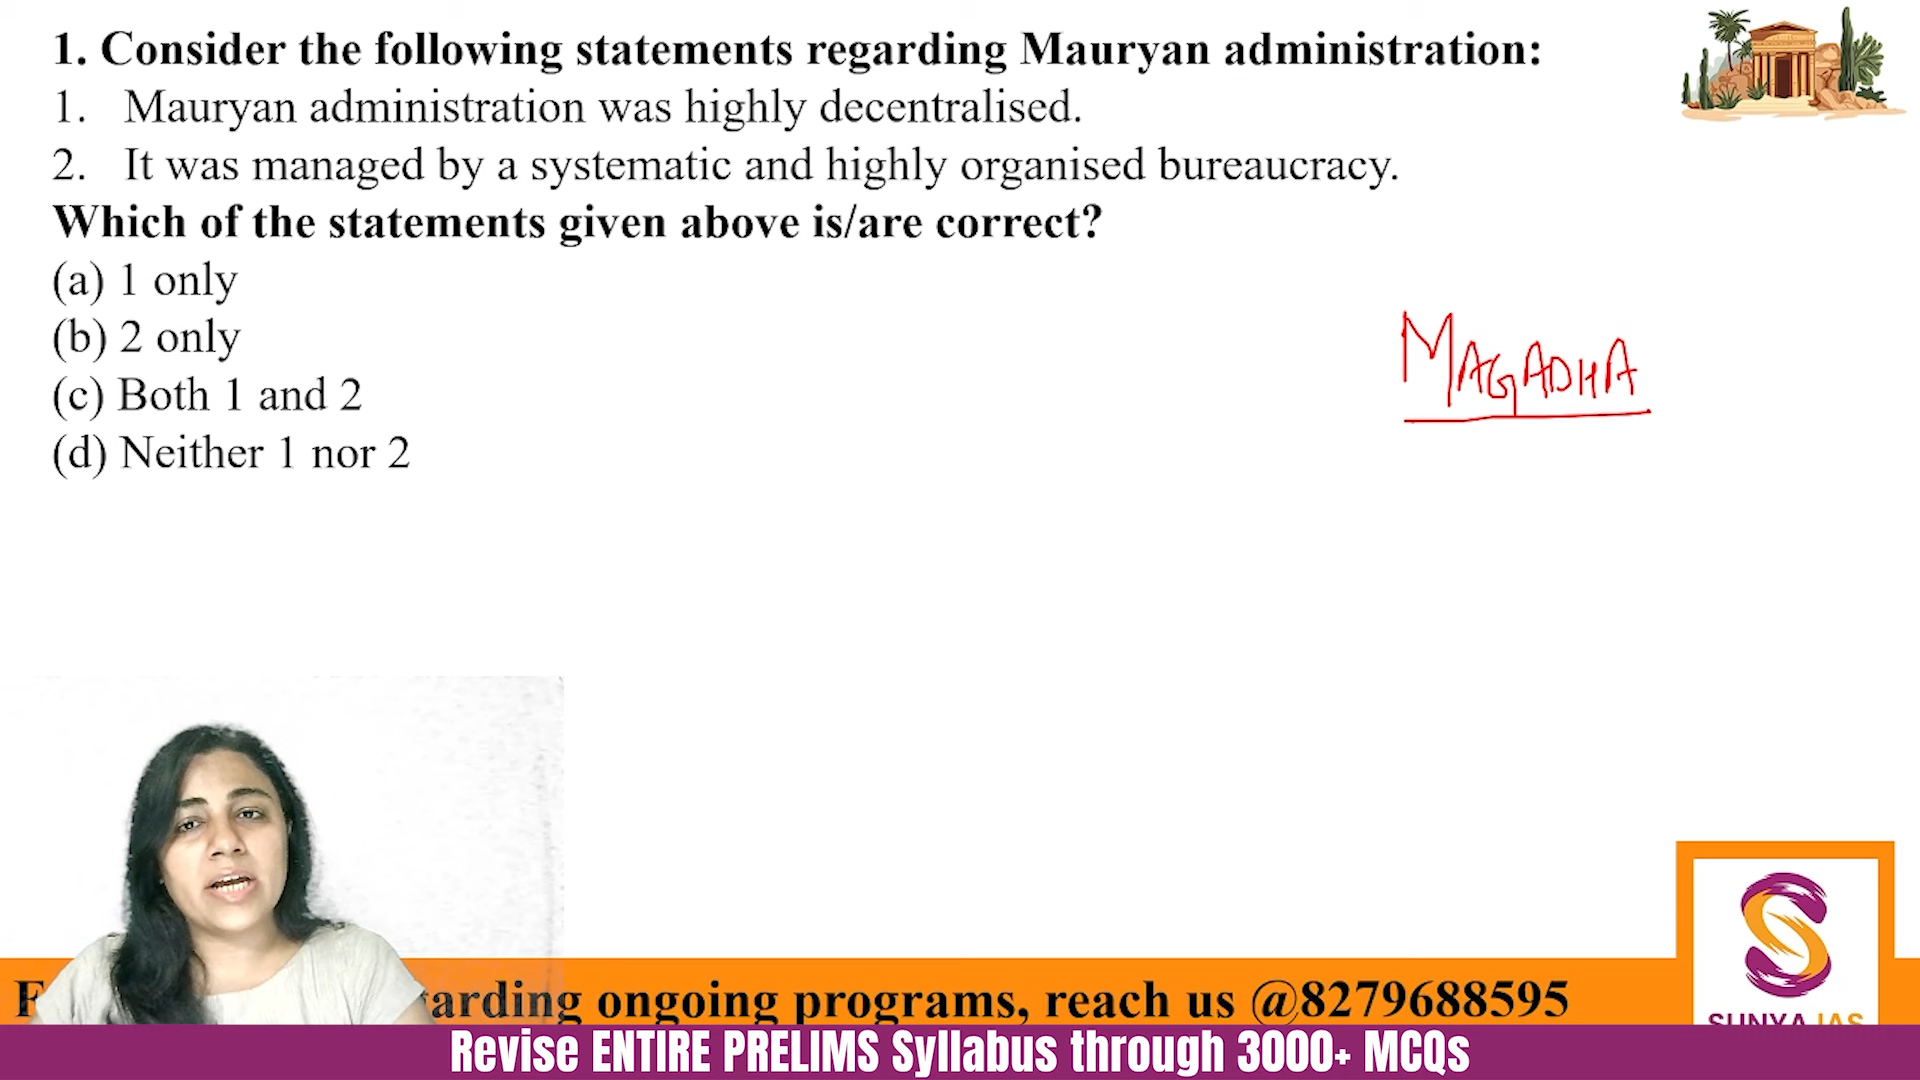 1. Consider the following statements regarding Mauryan administration:
1. Mauryan administration was highly decentralised.
2. It was managed by a systematic and highly organised bureaucracy.
Which of the statements given above is/are correct?
(a) 1 only
(b) 2 only
(c) Both 1 and 2
(d) Neither 1 nor 2
MAGADHA
arding ongoing programs, reach us @8279688595
SUNYA IAS
Revise ENTIRE PRELIMS Syllabus through 3000+ MCQs